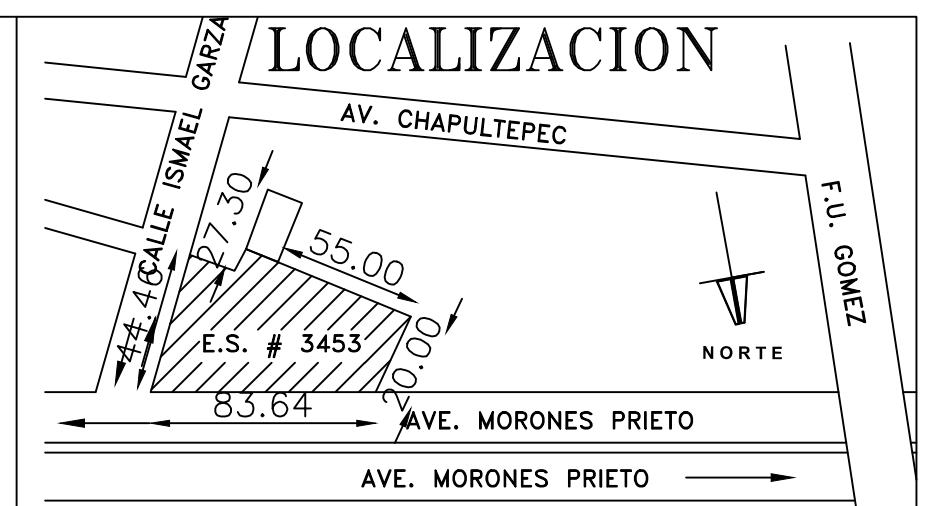 LOCALIZACION
CALLE ISMAEL GARZA
AV. CHAPULTEPEC
F.U. GOMEZ
27.30
55.00
44.46
E.S. # 3453
20.00
NORTE
83.64
AVE. MORONES PRIETO
AVE. MORONES PRIETO